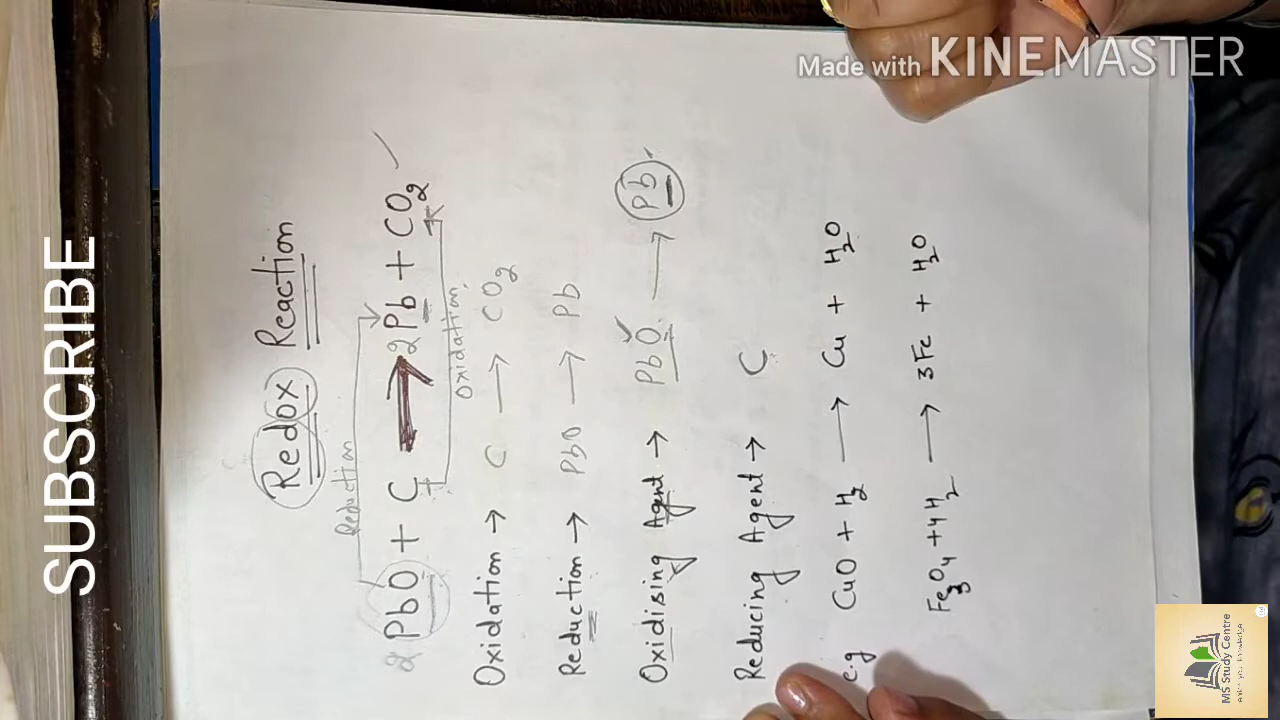 Made with KINEMASTER
SUBSCRIBE
Redox Reaction
Reduction
2PbO + C → 2Pb + CO2
Oxidation
Oxidation → C → CO2
Reduction → PbO → Pb
Oxidising Agent → PbO → Pb
Reducing Agent → C
e.g CuO + H2 → Cu + H2O
Fe3O4 + 4H2 → 3Fe + H2O
MS Study Centre